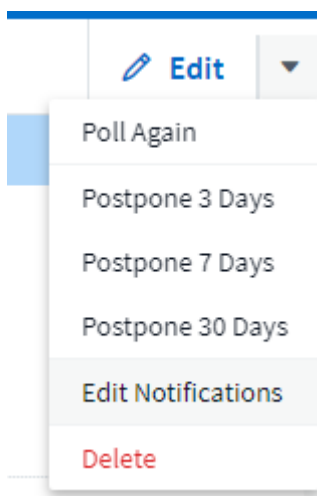 Edit
Poll Again
Postpone 3 Days
Postpone 7 Days
Postpone 30 Days
Edit Notifications
Delete